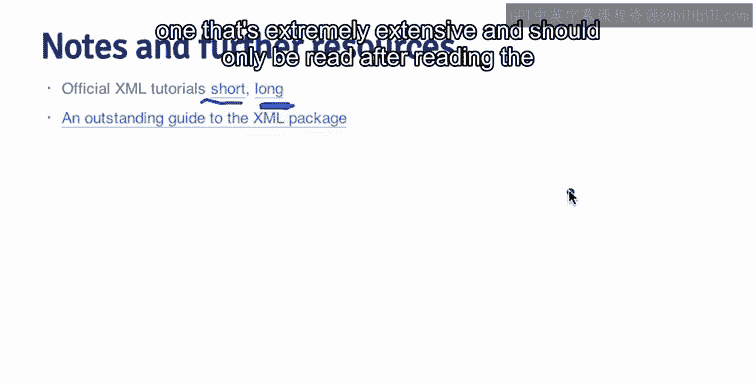 one that's extremely extensive and should
only be read after reading the
Notes and further resources
· Official XML tutorials short, long
· An outstanding guide to the XML package